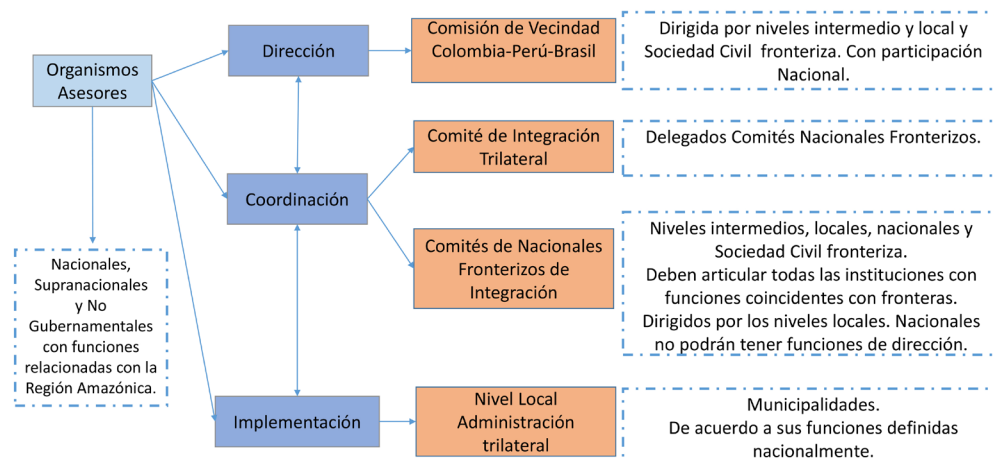 Organismos
Asesores
Nacionales,
Supranacionales
y No
Gubernamentales
con funciones
relacionadas con la
Región Amazónica.
Dirección
Comisión de Vecindad
Colombia-Perú-Brasil
Dirigida por niveles intermedio y local y
Sociedad Civil fronteriza. Con participación
Nacional.
Coordinación
Comité de Integración
Trilateral
Delegados Comités Nacionales Fronterizos.
Comités de Nacionales
Fronterizos de
Integración
Niveles intermedios, locales, nacionales y
Sociedad Civil fronteriza.
Deben articular todas las instituciones con
funciones coincidentes con fronteras.
Dirigidos por los niveles locales. Nacionales
no podrán tener funciones de dirección.
Implementación
Nivel Local
Administración
trilateral
Municipalidades.
De acuerdo a sus funciones definidas
nacionalmente.